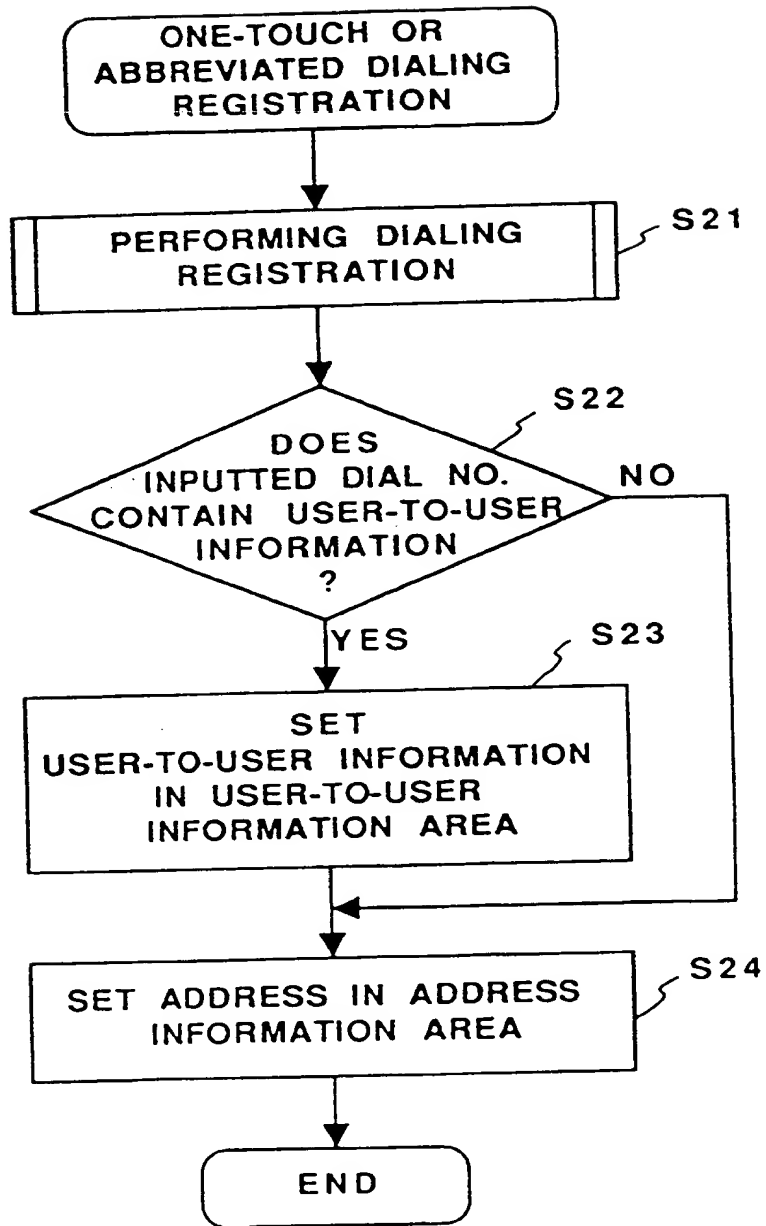 ONE-TOUCH OR
ABBREVIATED DIALING
REGISTRATION
PERFORMING DIALING
REGISTRATION
S21
S22
DOES
INPUTTED DIAL NO.
CONTAIN USER-TO-USER
INFORMATION
?
NO
YES
S23
SET
USER-TO-USER INFORMATION
IN USER-TO-USER
INFORMATION AREA
S24
SET ADDRESS IN ADDRESS
INFORMATION AREA
END